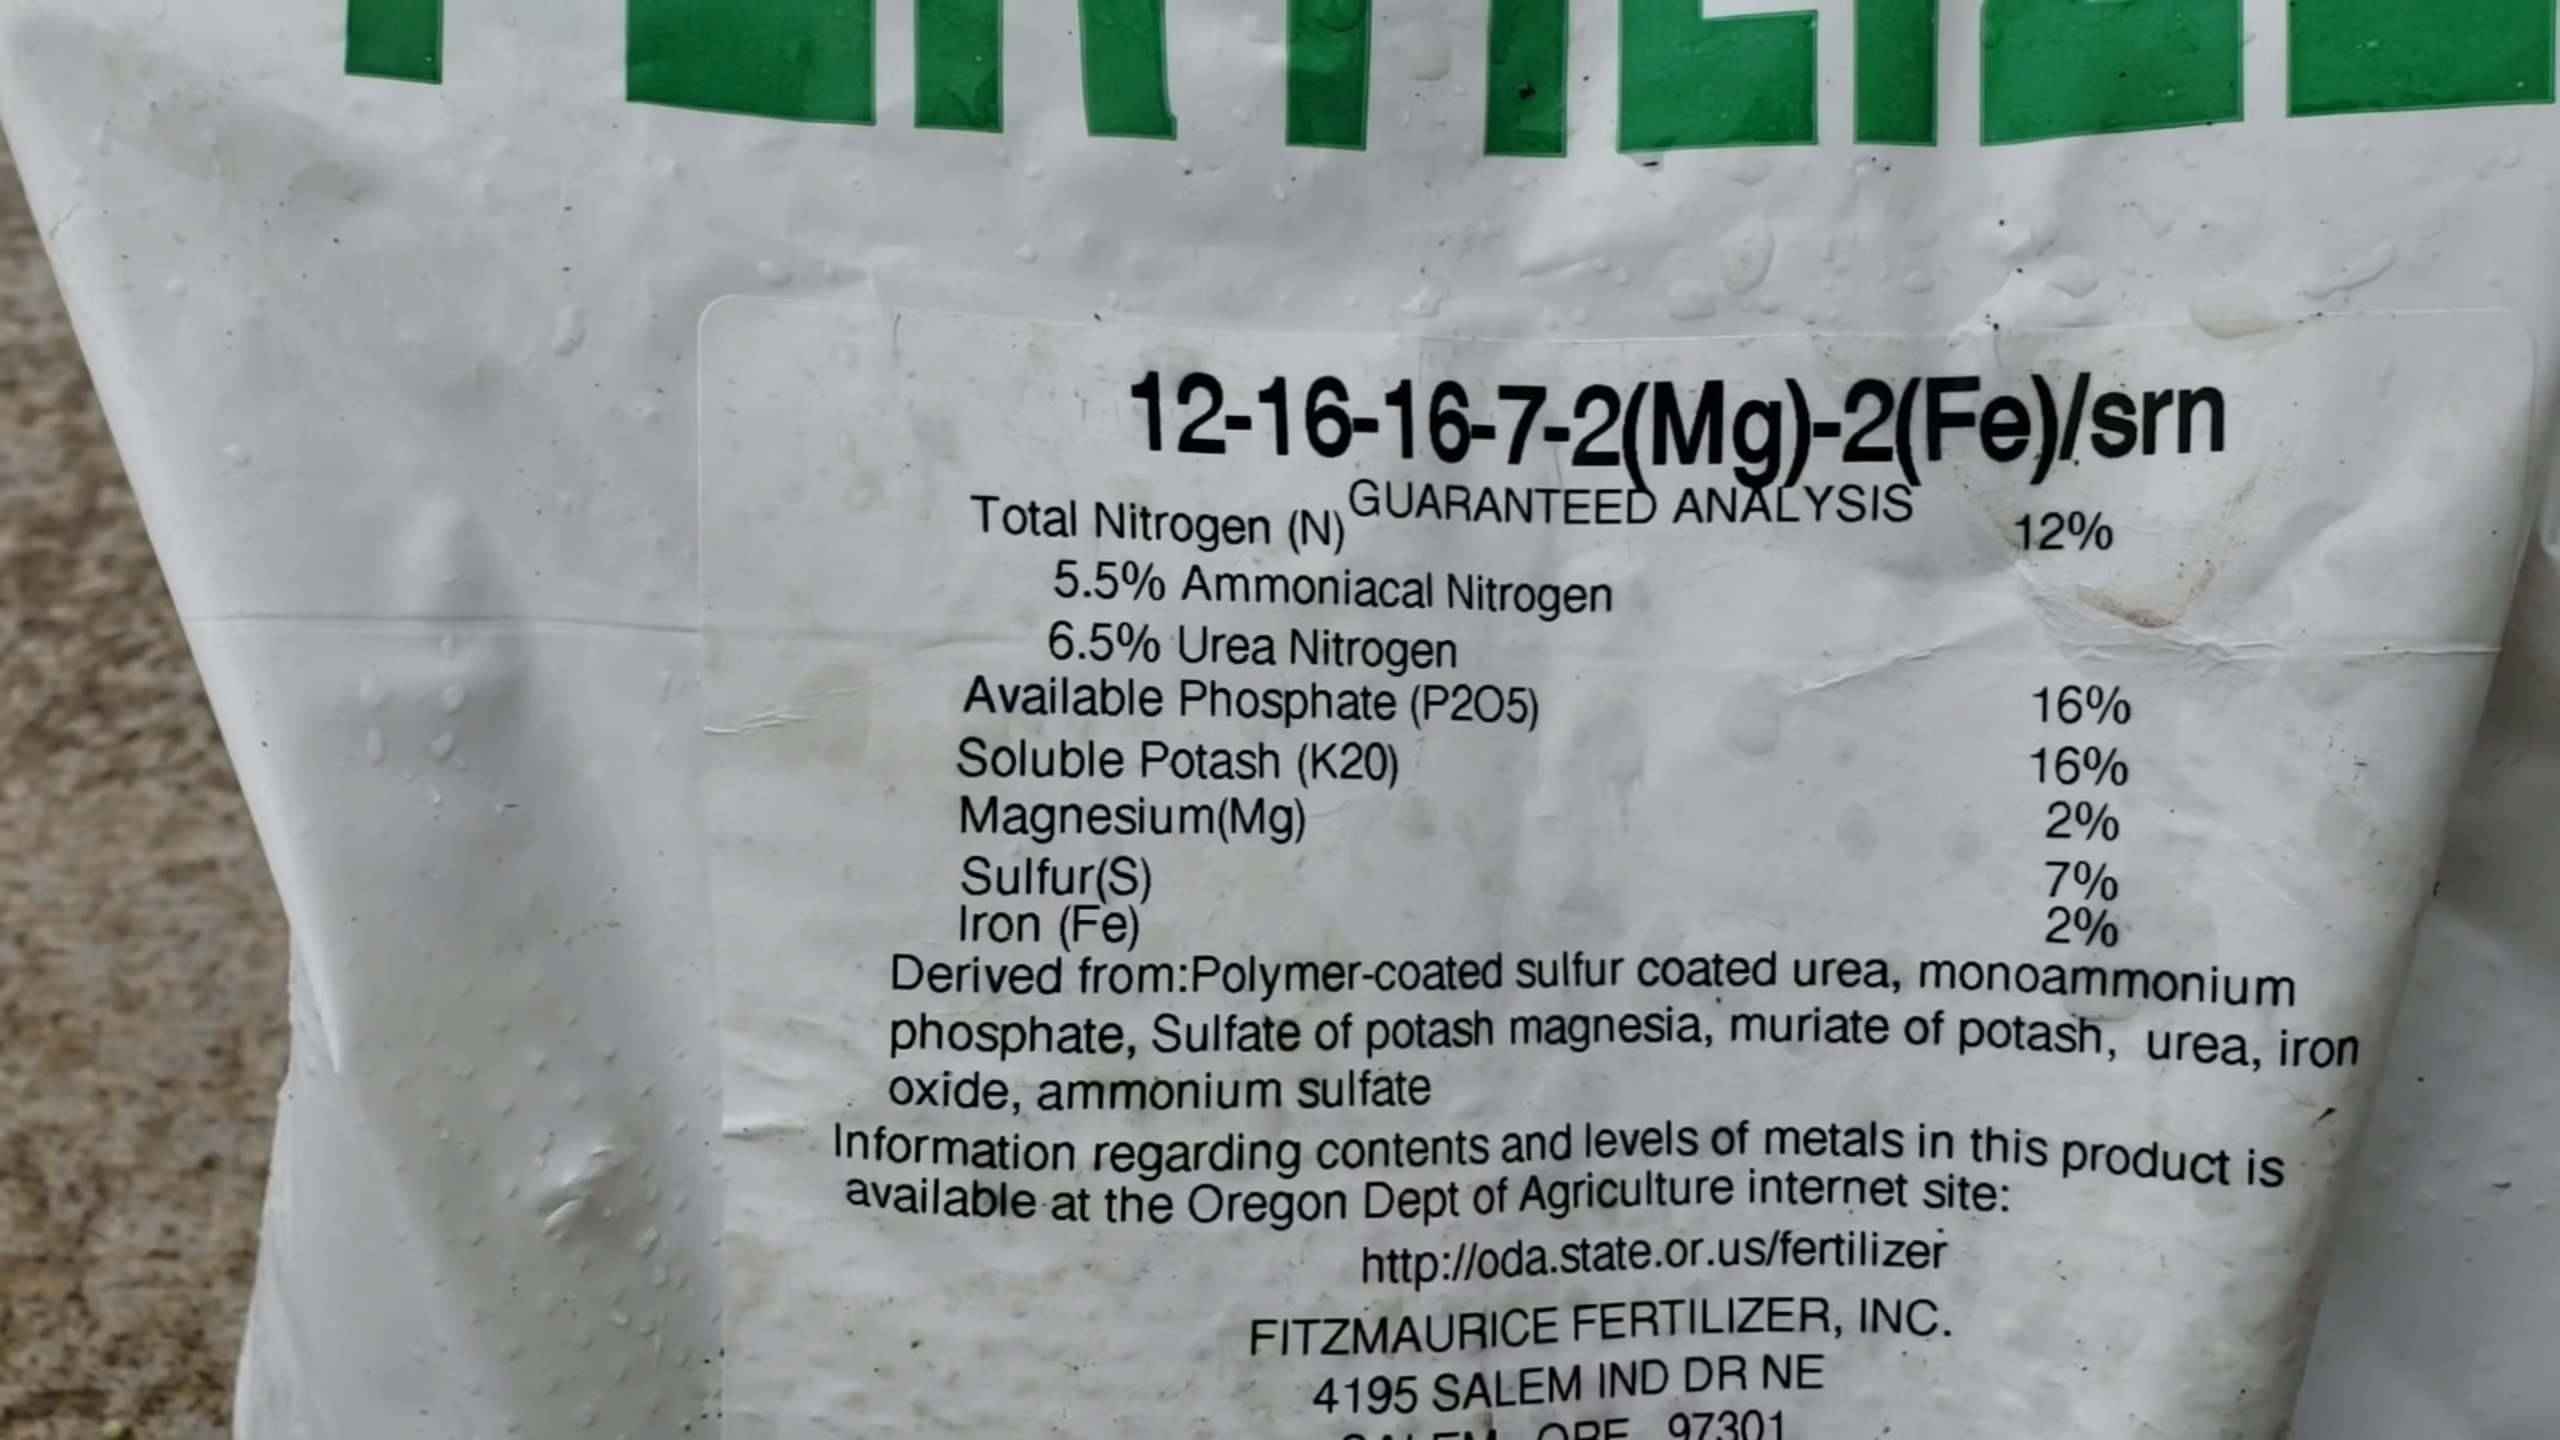 FERTILIZE
12-16-16-7-2(Mg)-2(Fe)/srn
GUARANTEED ANALYSIS
Total Nitrogen (N) 12%
5.5% Ammoniacal Nitrogen
6.5% Urea Nitrogen
Available Phosphate (P2O5) 16%
Soluble Potash (K20) 16%
Magnesium(Mg) 2%
Sulfur(S) 7%
Iron (Fe) 2%
Derived from:Polymer-coated sulfur coated urea, monoammonium
phosphate, Sulfate of potash magnesia, muriate of potash, urea, iron
oxide, ammonium sulfate
Information regarding contents and levels of metals in this product is
available at the Oregon Dept of Agriculture internet site:
http://oda.state.or.us/fertilizer
FITZMAURICE FERTILIZER, INC.
4195 SALEM IND DR NE
SALEM, ORE 97301